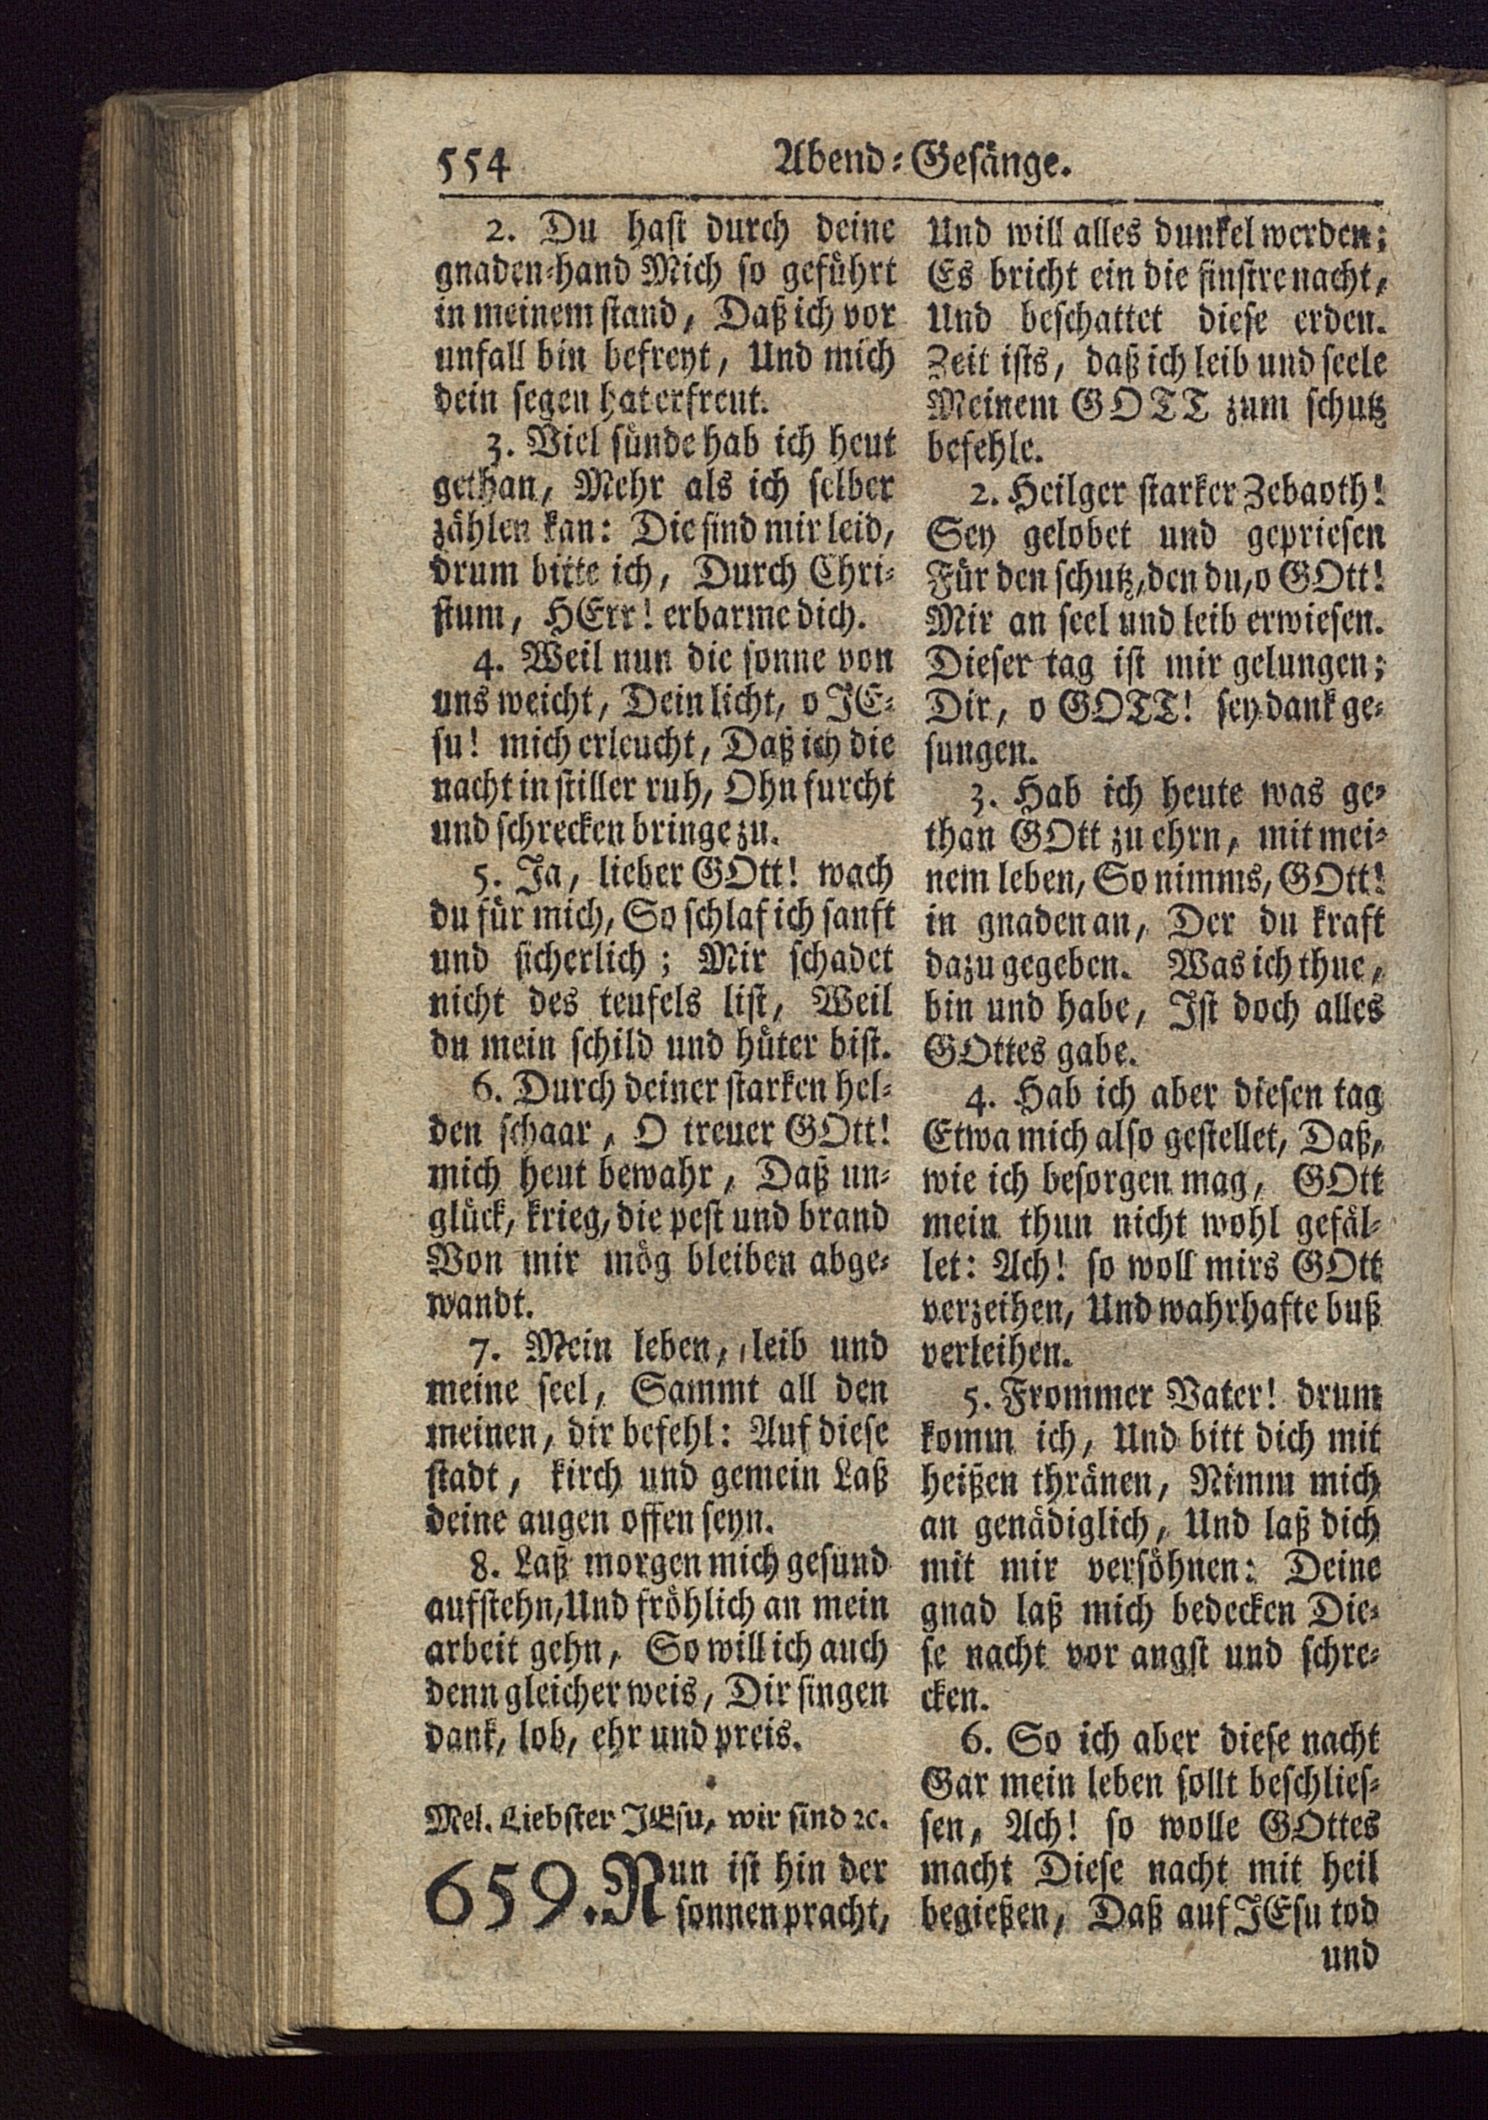 554 Abend-Gesänge.
2. Du hast durch deine
gnaden-hand Mich so geführt
in meinem stand, Daß ich vor
unfall bin befreyt, Und mich
dein segen hat erfreut.
3. Viel sünde hab ich heut
gethan, Mehr als ich selber
zählen kan: Die sind mir leid,
drum bitte ich, Durch Chri-
stum, HErr! erbarme dich.
4. Weil nun die sonne von
uns weicht, Dein licht, o JE-
su! mich erleucht, Daß ich die
nacht in stiller ruh, Ohn furcht
und schrecken bringe zu.
5. Ja, lieber GOtt! wach
du für mich, So schlaf ich sanft
und sicherlich; Mir schadet
nicht des teufels list, Weil
du mein schild und hüter bist.
6. Durch deiner starken hel-
den schaar, O treuer GOtt!
mich heut bewahr, Daß un-
glück, krieg, die pest und brand
Von mir mög bleiben abge-
wandt.
7. Mein leben, leib und
meine seel, Sammt all den
meinen, dir befehl: Auf diese
stadt, kirch und gemein Laß
deine augen offen seyn.
8. Laß morgen mich gesund
aufstehn, Und fröhlich an mein
arbeit gehn, So will ich auch
denn gleicher weis, Dir singen
dank, lob, ehr und preis.
Mel. Liebster JEsu, wir sind ꝛc.
659. Nun ist hin der
sonnen pracht,
Und will alles dunkel werden;
Es bricht ein die finstre nacht,
Und beschattet diese erden.
Zeit ists, daß ich leib und seele
Meinem GOTT zum schutz
befehle.
2. Heilger starker Zebaoth!
Sey gelobet und gepriesen
Für den schutz, den du, o GOtt!
Mir an seel und leib erwiesen.
Dieser tag ist mir gelungen;
Dir, o GOTT! sey dank ge-
sungen.
3. Hab ich heute was ge-
than GOtt zu ehrn, mit mei-
nem leben, So nimms, GOtt!
in gnaden an, Der du kraft
dazu gegeben. Was ich thue,
bin und habe, Ist doch alles
GOttes gabe.
4. Hab ich aber diesen tag
Etwa mich also gestellet, Daß,
wie ich besorgen mag, GOtt
mein thun nicht wohl gefäl-
let: Ach! so woll mirs GOtt
verzeihen, Und wahrhafte buß
verleihen.
5. Frommer Vater! drum
komm ich, Und bitt dich mit
heißen thränen, Nimm mich
an genädiglich, Und laß dich
mit mir versöhnen: Deine
gnad laß mich bedecken Die-
se nacht vor angst und schre-
cken.
6. So ich aber diese nacht
Gar mein leben sollt beschlies-
sen, Ach! so wolle GOttes
macht Diese nacht mit heil
begießen, Daß auf JEsu tod
und